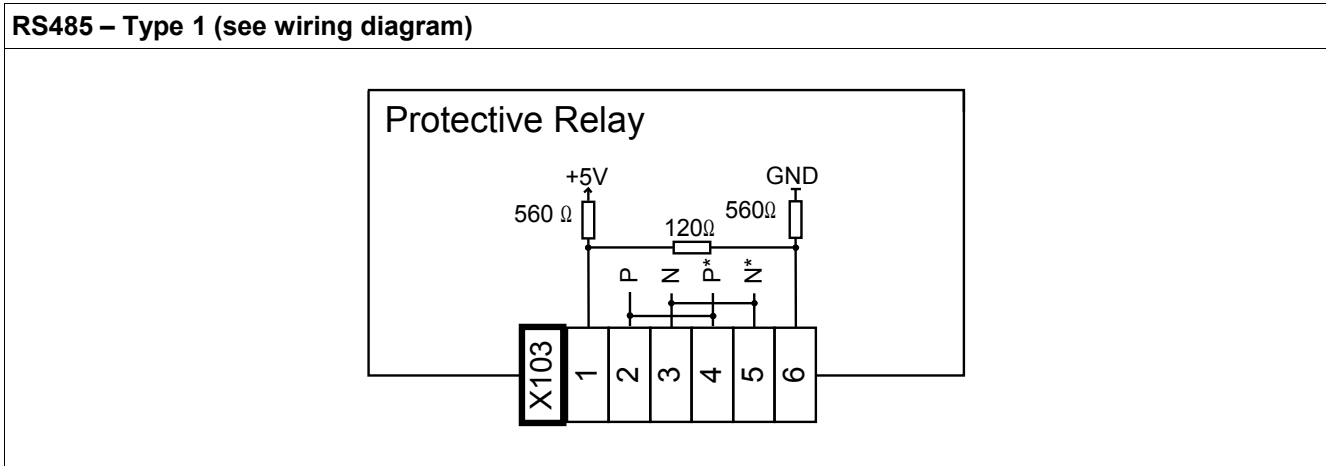 RS485 – Type 1 (see wiring diagram)
Protective Relay
+5V
GND
560 Ω
560Ω
120Ω
P
N
P*
N*
X103
1
2
3
4
5
6